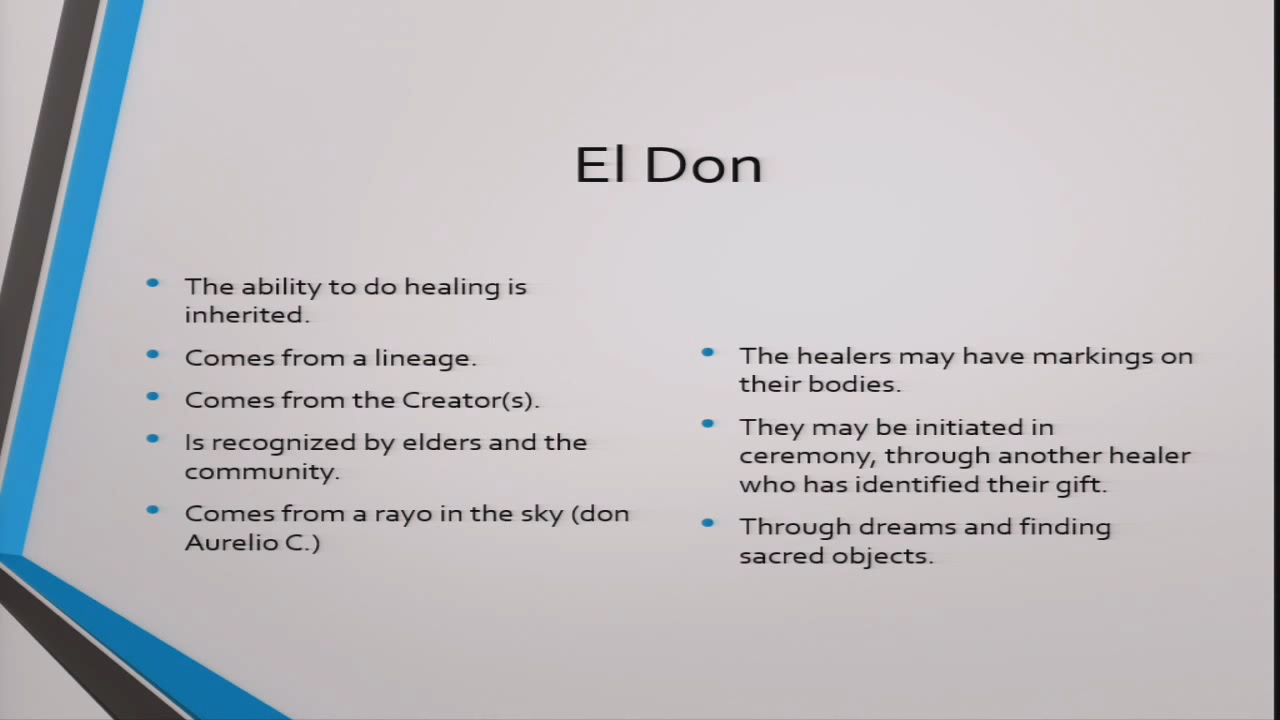 El Don
The ability to do healing is
inherited.
Comes from a lineage.
Comes from the Creator(s).
Is recognized by elders and the
community.
Comes from a rayo in the sky (don
Aurelio C.)
The healers may have markings on
their bodies.
They may be initiated in
ceremony, through another healer
who has identified their gift.
Through dreams and finding
sacred objects.